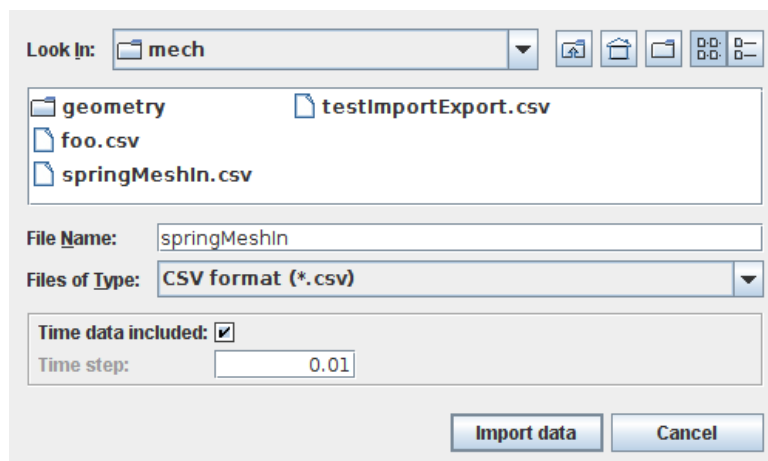 Look In: mech
geometry testImportExport.csv
foo.csv
springMeshIn.csv
File Name: springMeshIn
Files of Type: CSV format (*.csv)
Time data included:
Time step: 0.01
Import data Cancel